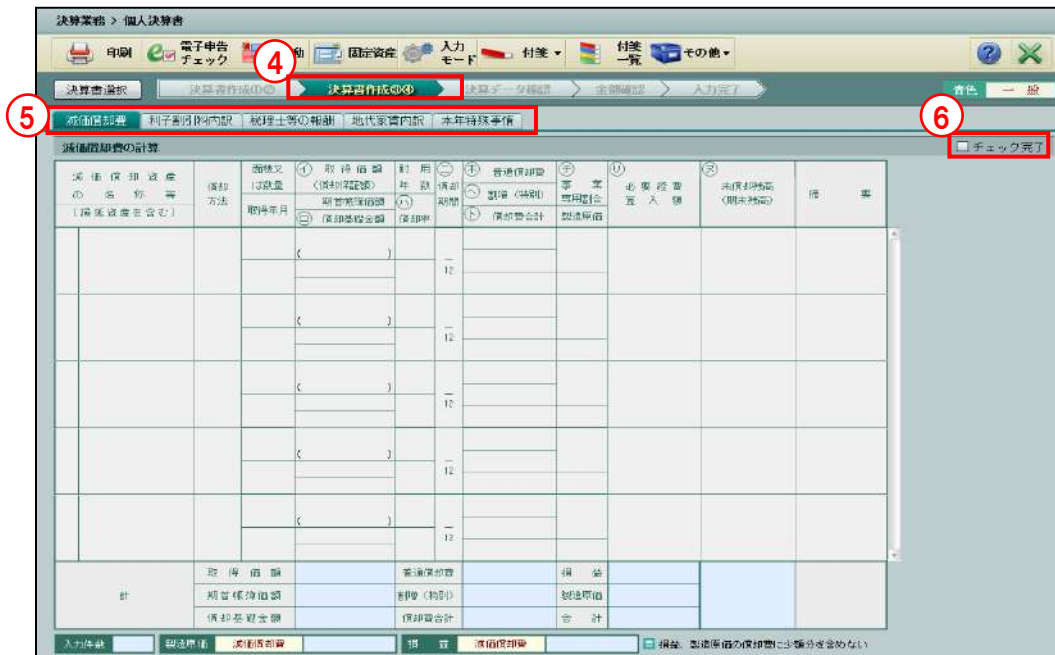 決算業務 > 個人決算書
印刷
電子申告
チェック
動
固定資産
入力
モード
付箋
付箋
一覧
その他
④
決算書選択
決算書作成①②
決算書作成③④
決算データ確認
金額確認
入力完了
青色 一般
⑤
減価償却費 利子割引料内訳 税理士等の報酬 地代家賃内訳 本年特殊事情
⑥
減価償却費の計算
チェック完了
減価償却資産
の名称等
(繰延資産を含む)
償却
方法
面積又
は数量
取得年月
㋑ 取得価額
(償却保証額)
期首帳簿価額
㋺ 償却基礎金額
耐用
年数
㋩
償却率
㋥
償却
期間
㋭ 普通償却費
㋬ 割増(特別)
㋣ 償却費合計
㋠
事業
専用割合
製造原価
㋷
必要経費
算入額
㋦
未償却残高
(期末残高)
摘要
( )
12
( )
12
( )
12
( )
12
( )
12
計
取得価額
期首帳簿価額
償却基礎金額
普通償却費
割増(特別)
償却費合計
損益
製造原価
合計
入力件数
製造原価 減価償却費
損益 減価償却費
損益、製造原価の償却費に少額分を含めない